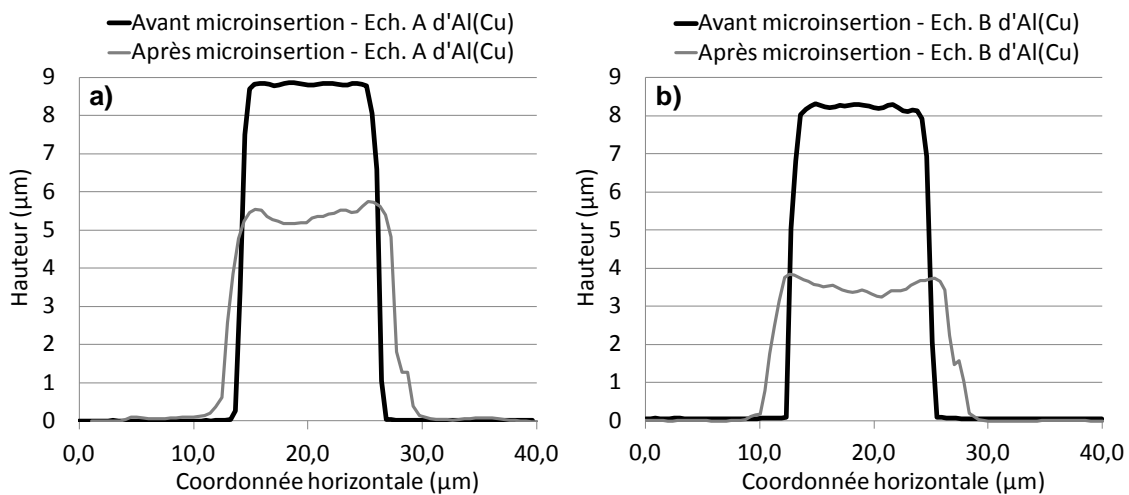 Avant microinsertion - Ech. A d'Al(Cu)
Après microinsertion - Ech. A d'Al(Cu)
a)
Hauteur (µm)
9
8
7
6
5
4
3
2
1
0
0,0 10,0 20,0 30,0 40,0
Coordonnée horizontale (µm)
Avant microinsertion - Ech. B d'Al(Cu)
Après microinsertion - Ech. B d'Al(Cu)
b)
Hauteur (µm)
9
8
7
6
5
4
3
2
1
0
0,0 10,0 20,0 30,0 40,0
Coordonnée horizontale (µm)